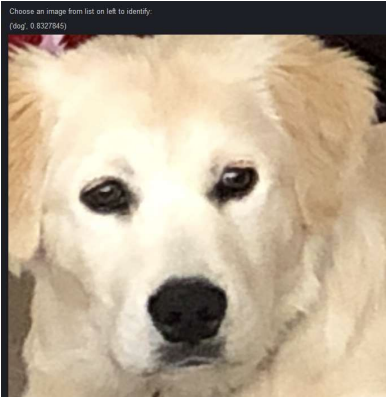 Choose an image from list on left to identify:
('dog', 0.8327845)